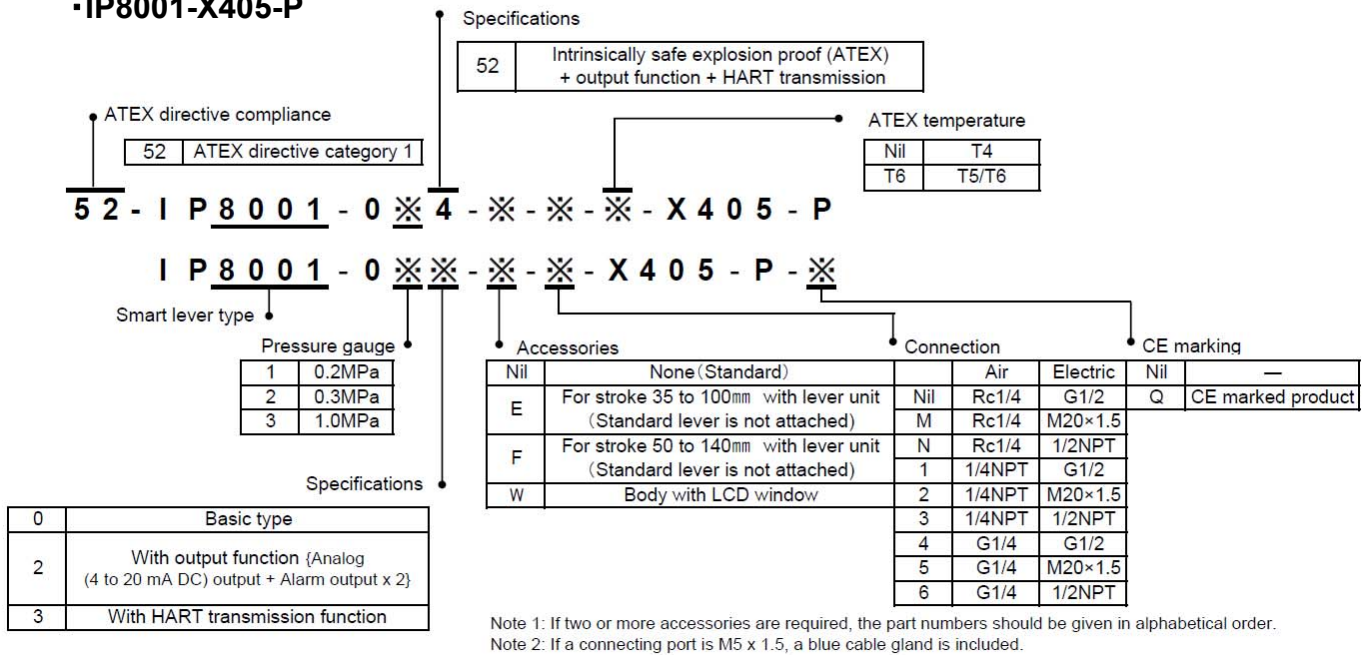 ·IP8001-X405-P
Specifications
52 Intrinsically safe explosion proof (ATEX)
+ output function + HART transmission
ATEX directive compliance
52 ATEX directive category 1
ATEX temperature
Nil T4
T6 T5/T6
52-IP8001-0※4-※-※-※-X405-P
IP8001-0※※-※-※-X405-P-※
Smart lever type
Pressure gauge
1 0.2MPa
2 0.3MPa
3 1.0MPa
Accessories
Nil None(Standard)
E For stroke 35 to 100mm with lever unit
(Standard lever is not attached)
F For stroke 50 to 140mm with lever unit
(Standard lever is not attached)
W Body with LCD window
Connection
Air Electric
Nil Rc1/4 G1/2
M Rc1/4 M20×1.5
N Rc1/4 1/2NPT
1 1/4NPT G1/2
2 1/4NPT M20×1.5
3 1/4NPT 1/2NPT
4 G1/4 G1/2
5 G1/4 M20×1.5
6 G1/4 1/2NPT
CE marking
Nil —
Q CE marked product
Specifications
0 Basic type
2 With output function {Analog
(4 to 20 mA DC) output + Alarm output x 2}
3 With HART transmission function
Note 1: If two or more accessories are required, the part numbers should be given in alphabetical order.
Note 2: If a connecting port is M5 x 1.5, a blue cable gland is included.